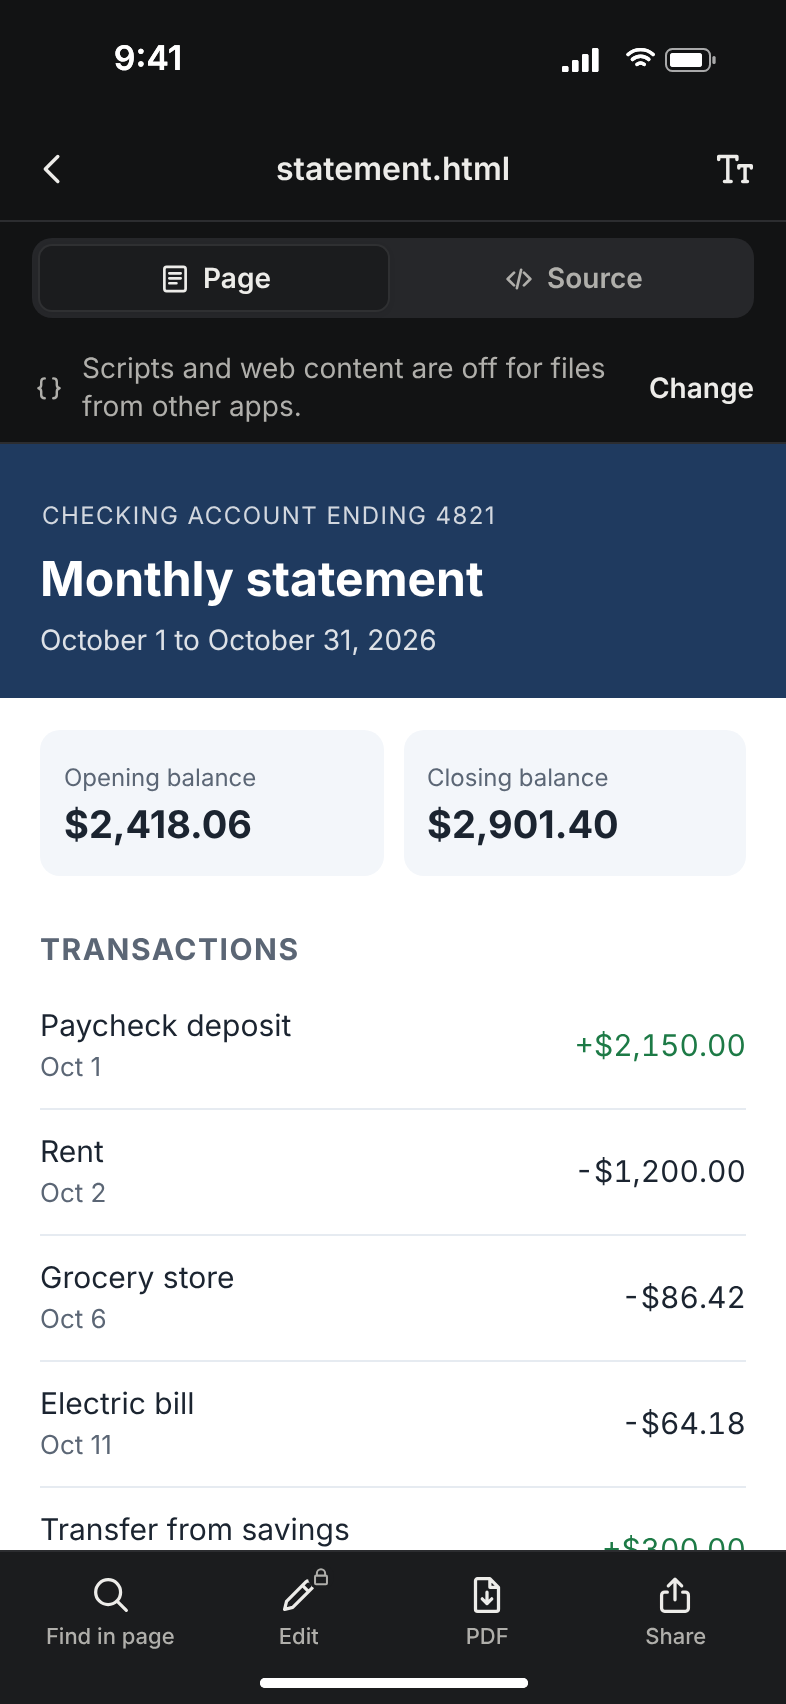 9:41
statement.html
Page
Source
Scripts and web content are off for files
from other apps.
Change
CHECKING ACCOUNT ENDING 4821
Monthly statement
October 1 to October 31, 2026
Opening balance
$2,418.06
Closing balance
$2,901.40
TRANSACTIONS
Paycheck deposit
Oct 1
+$2,150.00
Rent
Oct 2
-$1,200.00
Grocery store
Oct 6
-$86.42
Electric bill
Oct 11
-$64.18
Transfer from savings
+$300.00
Find in page
Edit
PDF
Share